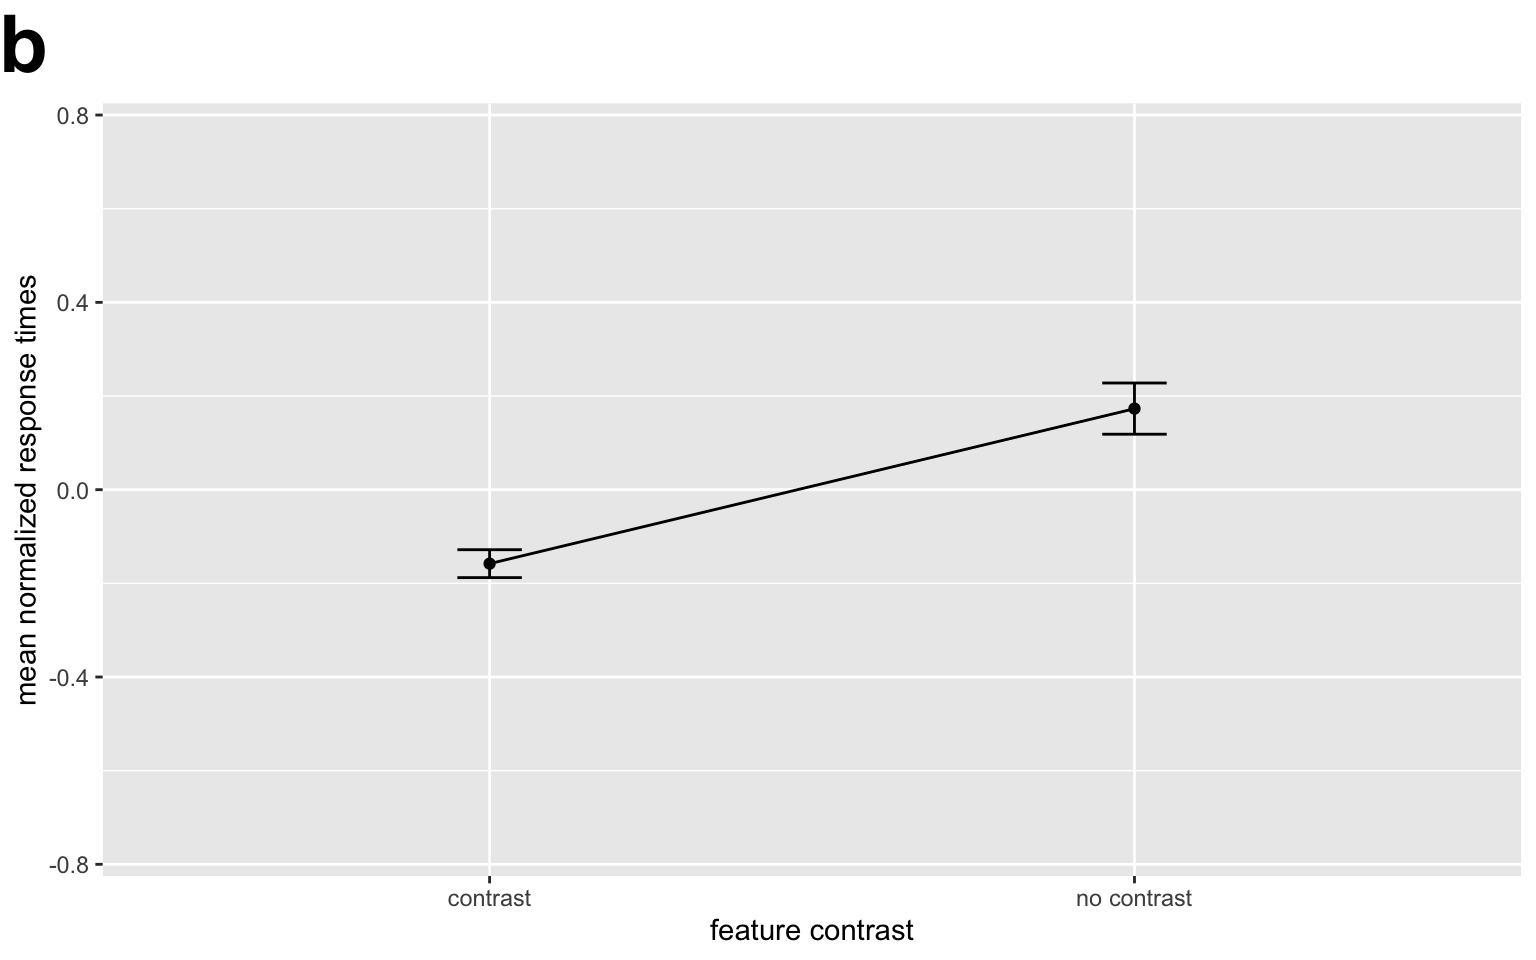 b
0.8
0.4
0.0
-0.4
-0.8
mean normalized response times
contrast
no contrast
feature contrast